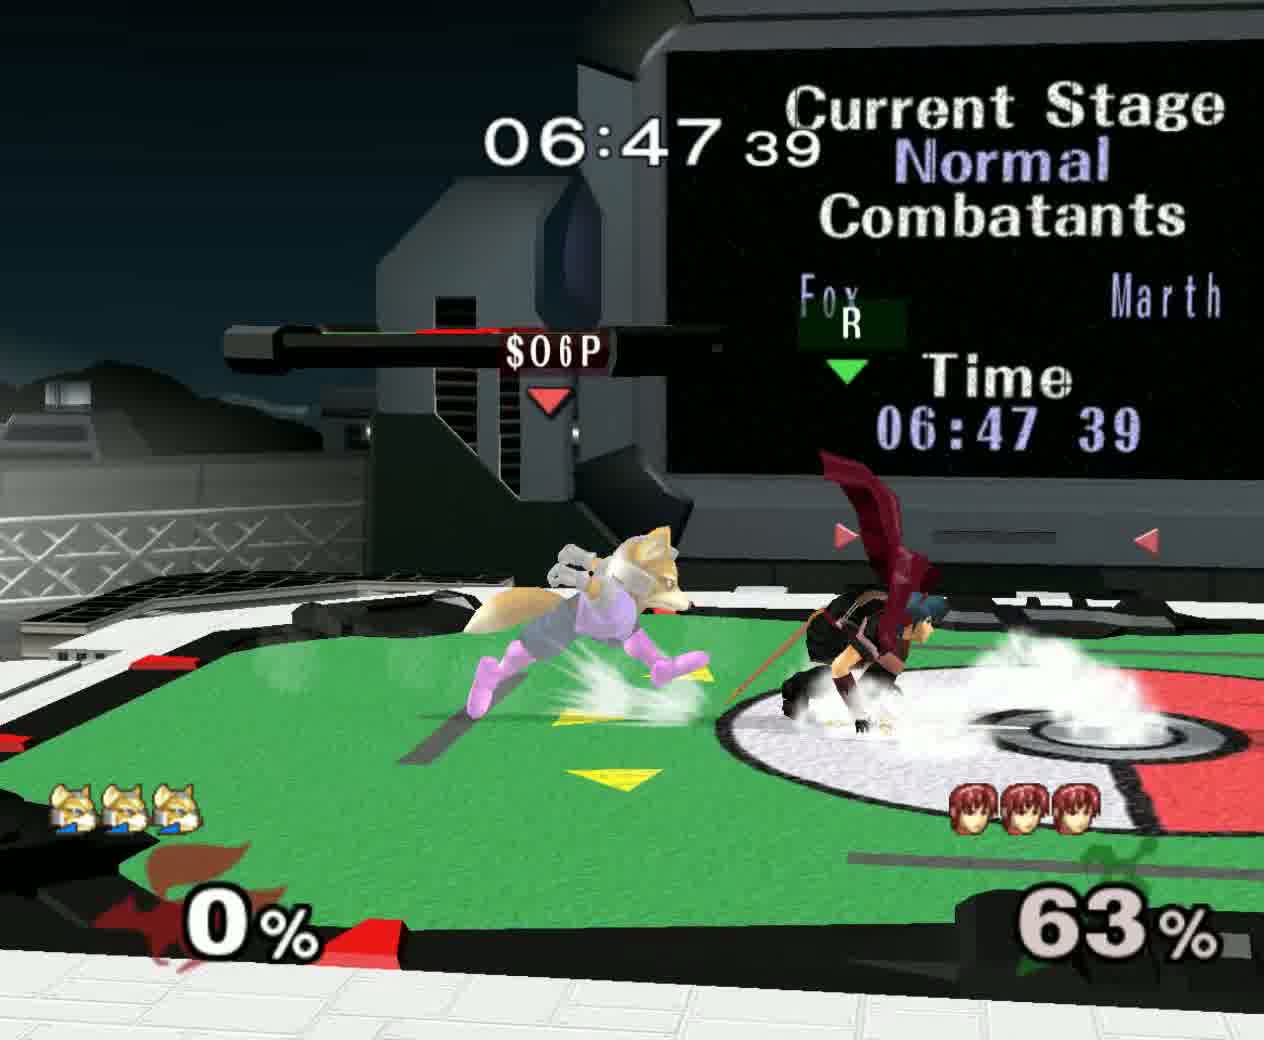 Current Stage
06:47 39
Normal
Combatants
Fox Marth
R
$06P
Time
06:47 39
0%
63%